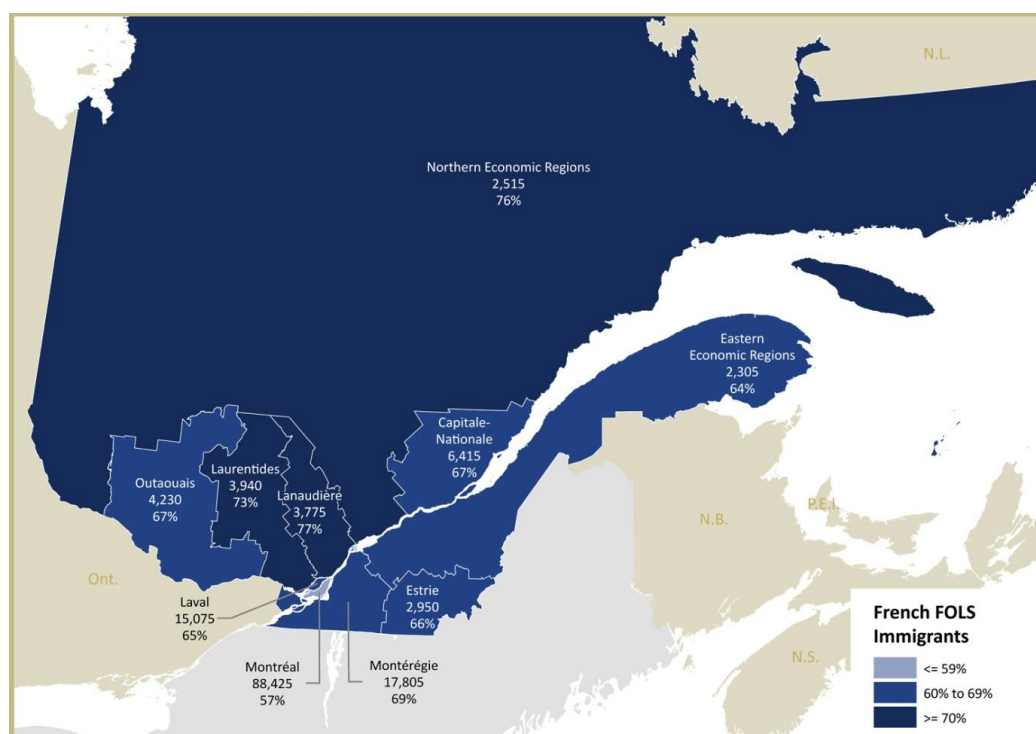 N.L.
Northern Economic Regions
2,515
76%
Eastern
Economic Regions
2,305
64%
Capitale-
Nationale
6,415
67%
Laurentides
3,940
73%
Lanaudière
3,775
77%
Outaouais
4,230
67%
P.E.I.
N.B.
Ont.
Estrie
2,950
66%
Laval
15,075
65%
Montréal
88,425
57%
Montérégie
17,805
69%
N.S.
French FOLS
Immigrants
<= 59%
60% to 69%
>= 70%